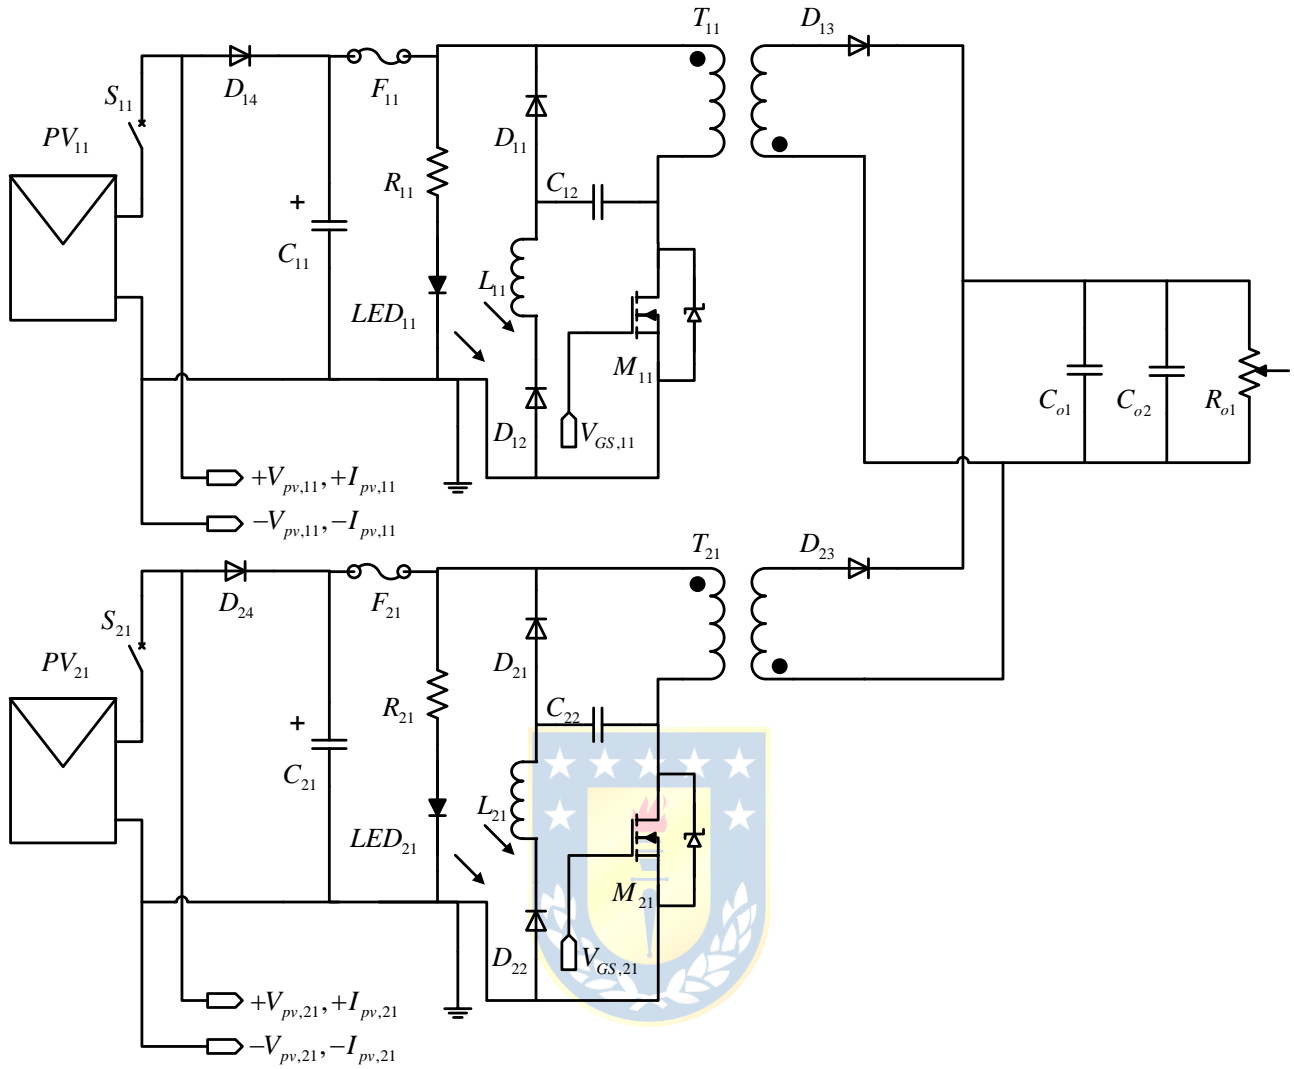 T11
D13
S11
D14
F11
PV11
D11
R11
C12
C11
L11
LED11
M11
D12
VGS,11
Co1
Co2
Ro1
+Vpv,11,+Ipv,11
−Vpv,11,−Ipv,11
T21
D23
S21
D24
F21
PV21
D21
R21
C22
C21
L21
LED21
M21
D22
VGS,21
+Vpv,21,+Ipv,21
−Vpv,21,−Ipv,21